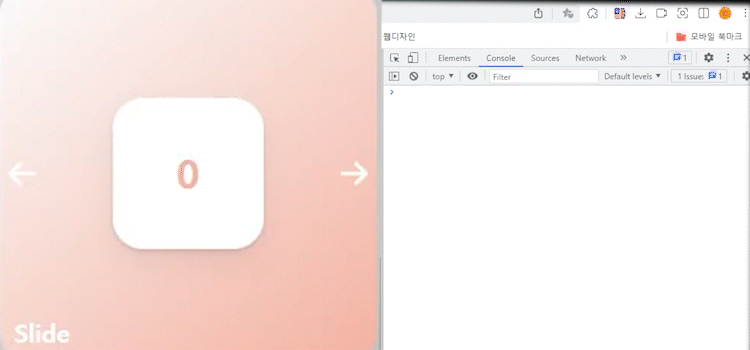 웹디자인
모바일 북마크
Elements Console Sources Network 1
top Filter Default levels 1 Issue: 1
0
Slide